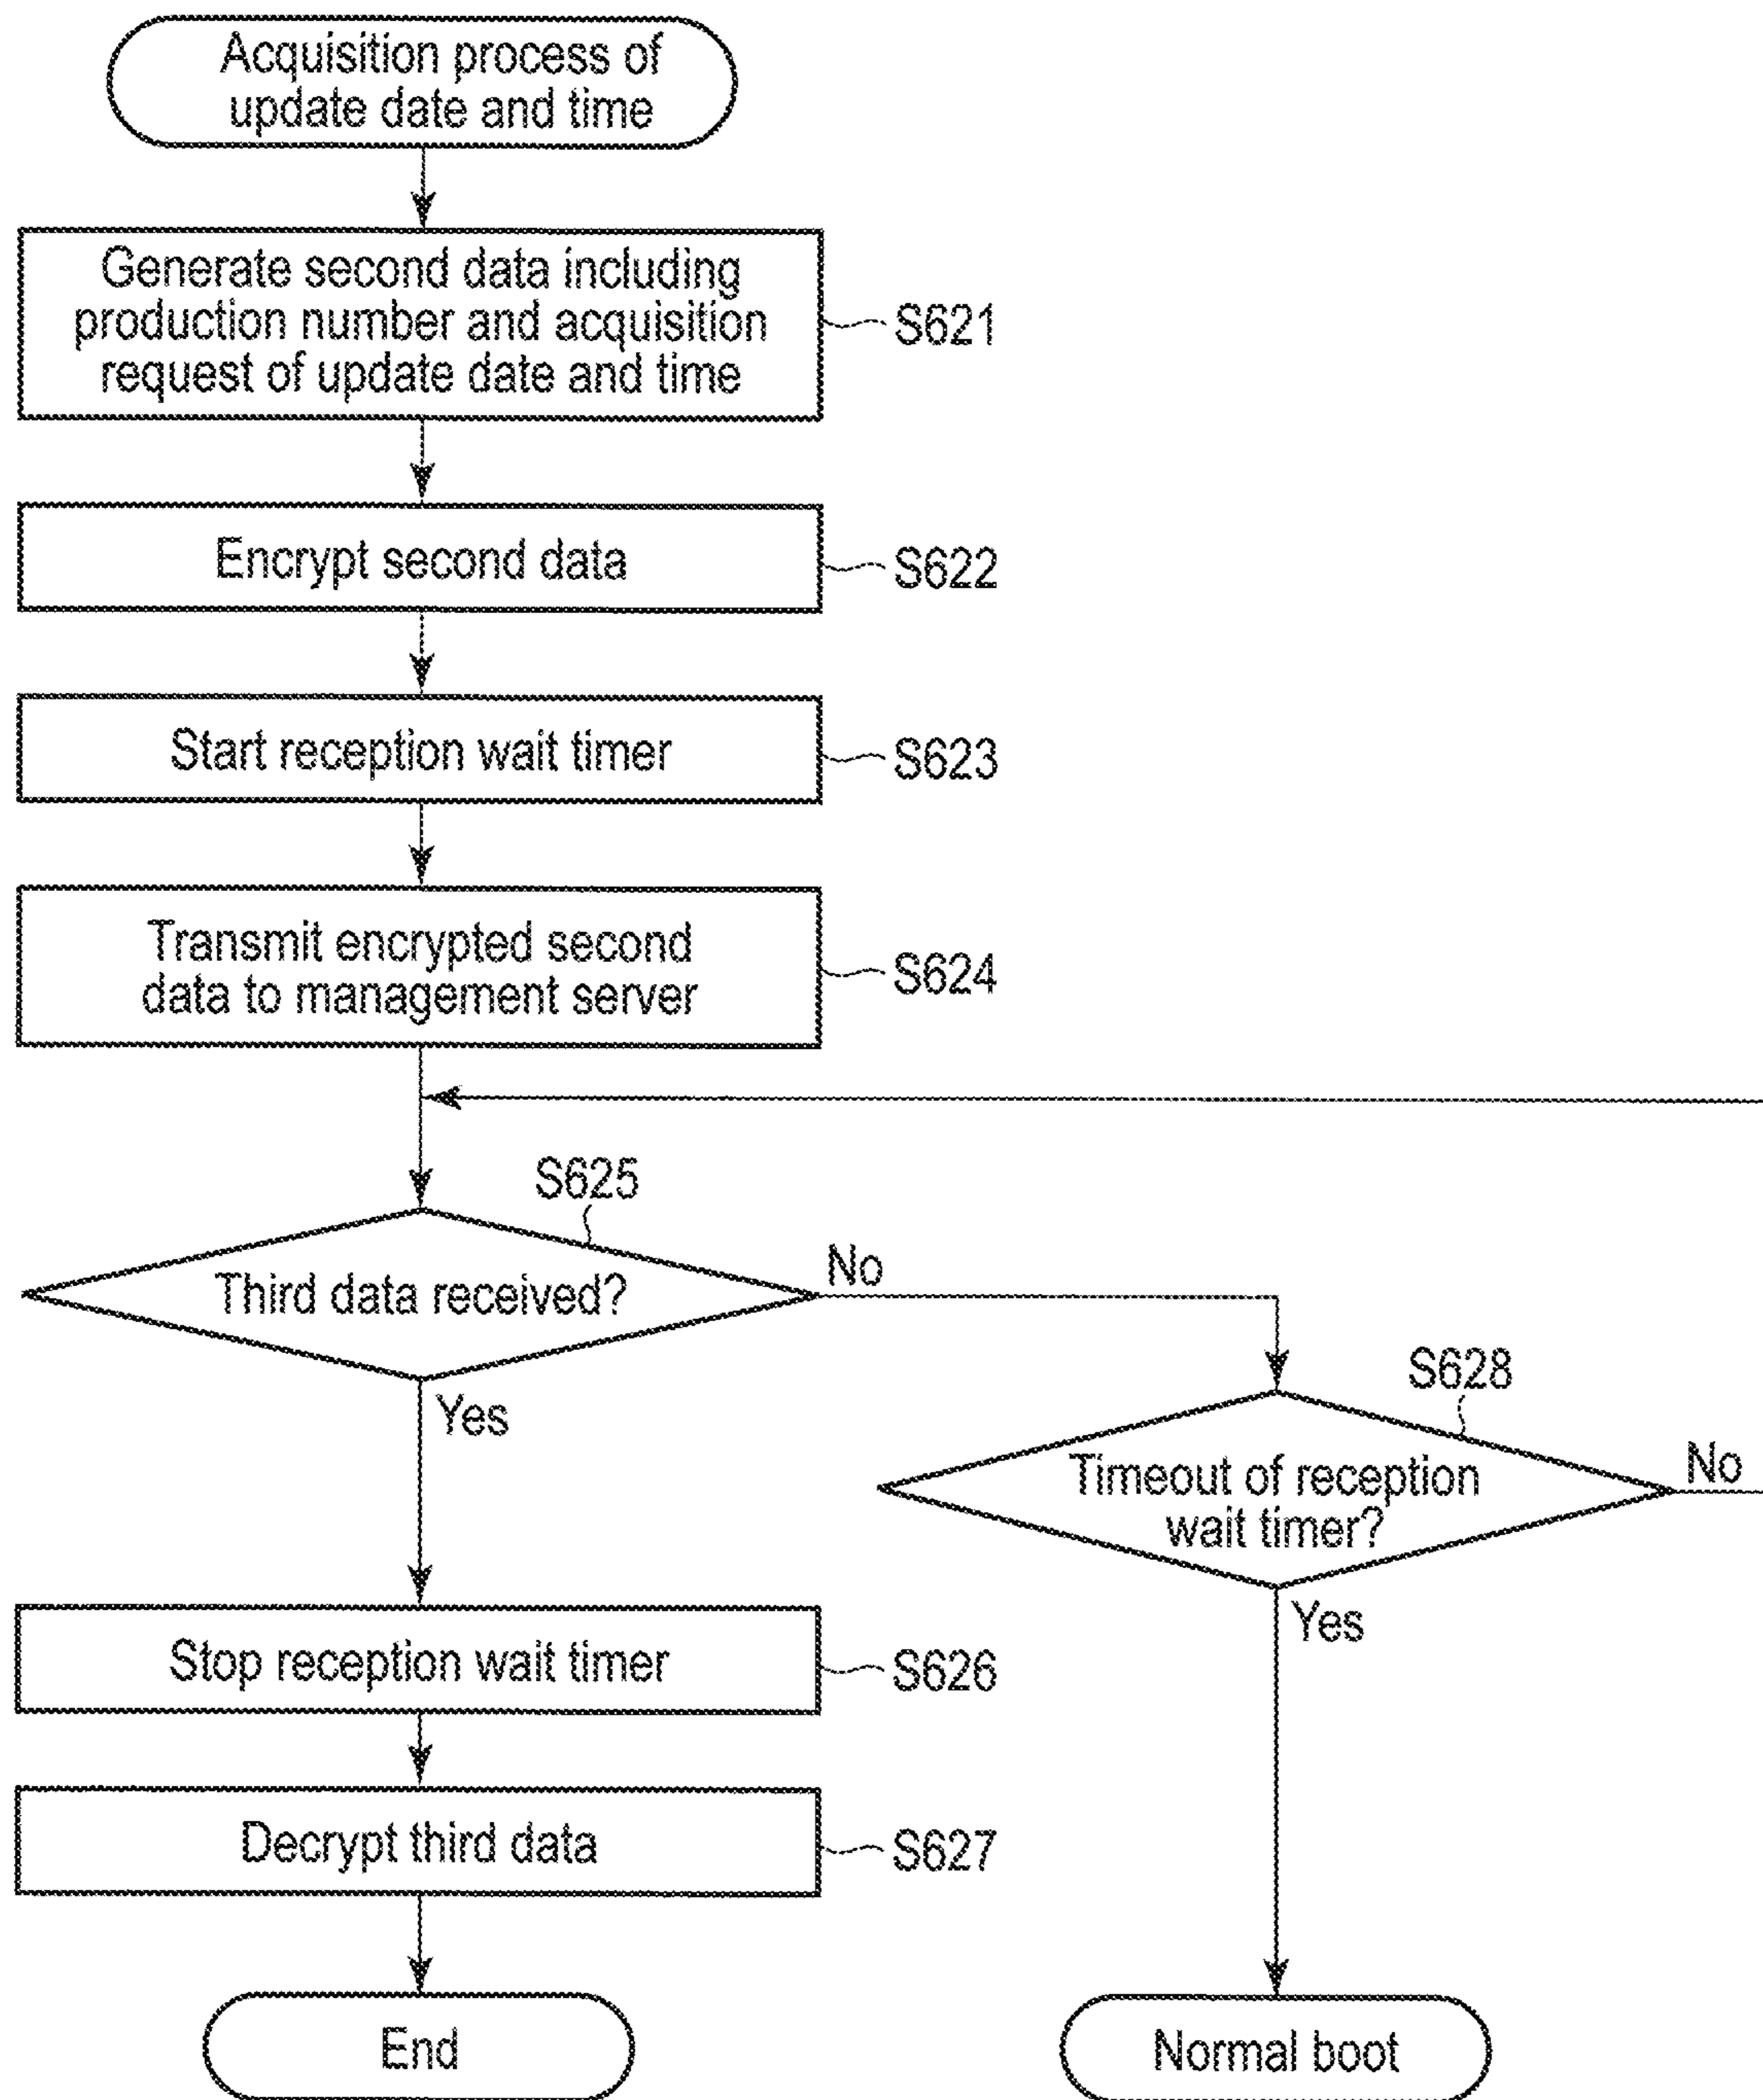 Acquisition process of
update date and time
Generate second data including
production number and acquisition
request of update date and time
S621
Encrypt second data
S622
Start reception wait timer
S623
Transmit encrypted second
data to management server
S624
S625
Third data received?
No
Yes
S628
Timeout of reception
wait timer?
No
Yes
Stop reception wait timer
S626
Decrypt third data
S627
End
Normal boot